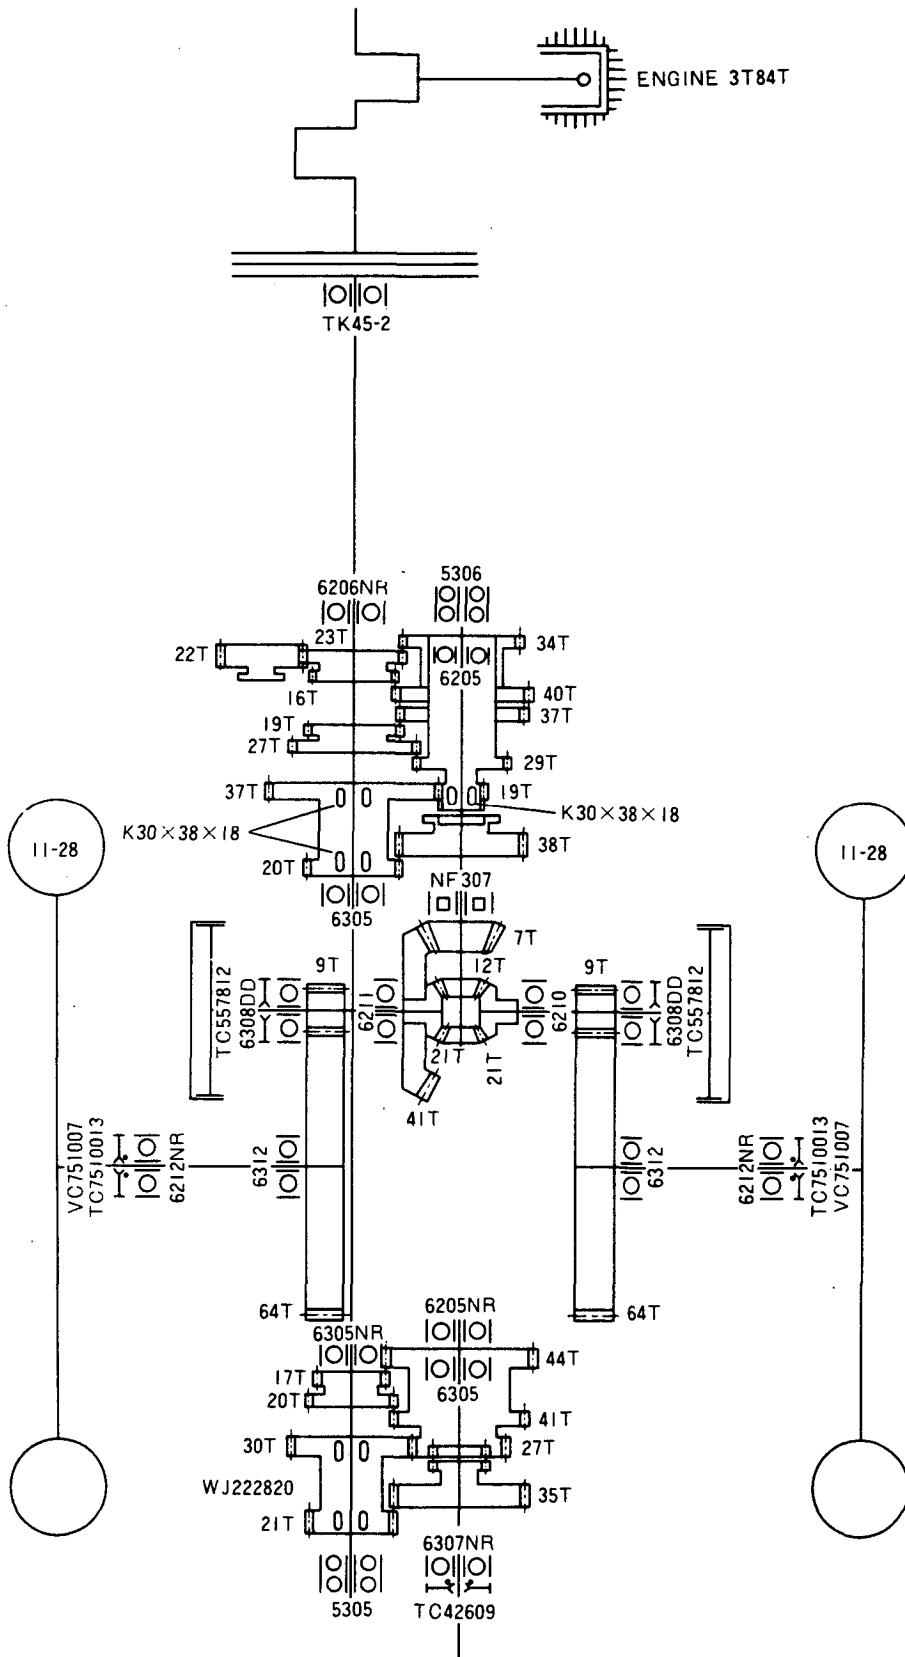 ENGINE 3T84T
TK45-2
6206NR
5306
23T
34T
22T
6205
16T
40T
37T
19T
27T
29T
37T
19T
K30×38×18
K30×38×18
11-28
11-28
38T
20T
NF307
6305
7T
9T
12T
9T
TC557812
6308DD
6211
6210
6308DD
TC557812
21T
21T
41T
VC751007
TC7510013
6212NR
6312
6312
6212NR
TC7510013
VC751007
64T
64T
6205NR
6305NR
44T
17T
6305
20T
41T
30T
27T
WJ222820
35T
21T
6307NR
5305
TC42609